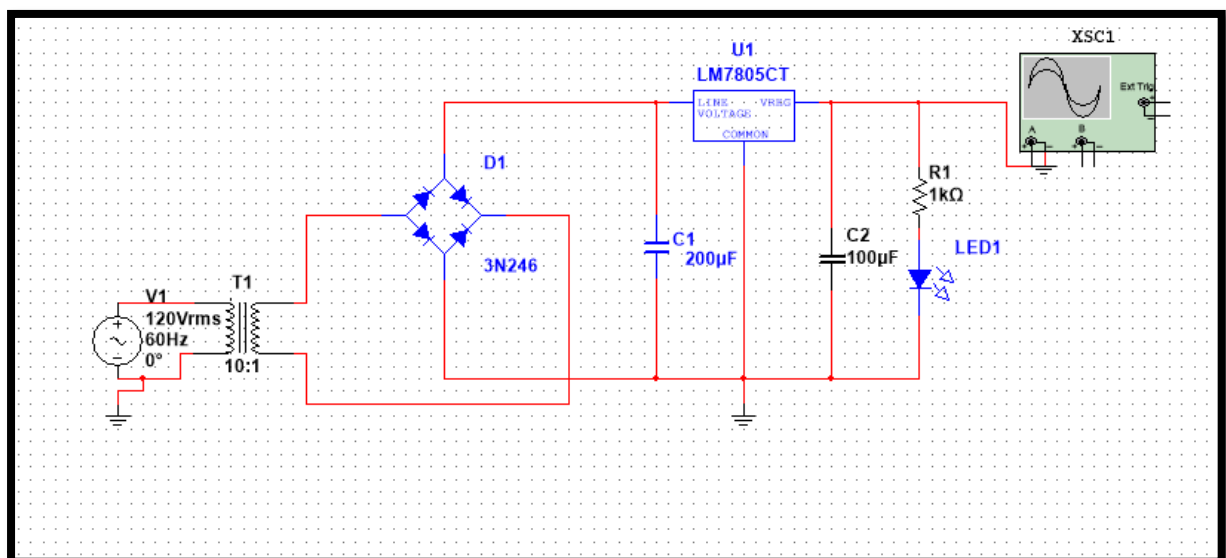 XSC1
U1
LM7805CT
Ext Trig
LINE VREG
VOLTAGE
COMMON
A B
D1
R1
1kΩ
C1
200µF
C2
100µF
LED1
3N246
T1
V1
120Vrms
60Hz
0°
10:1